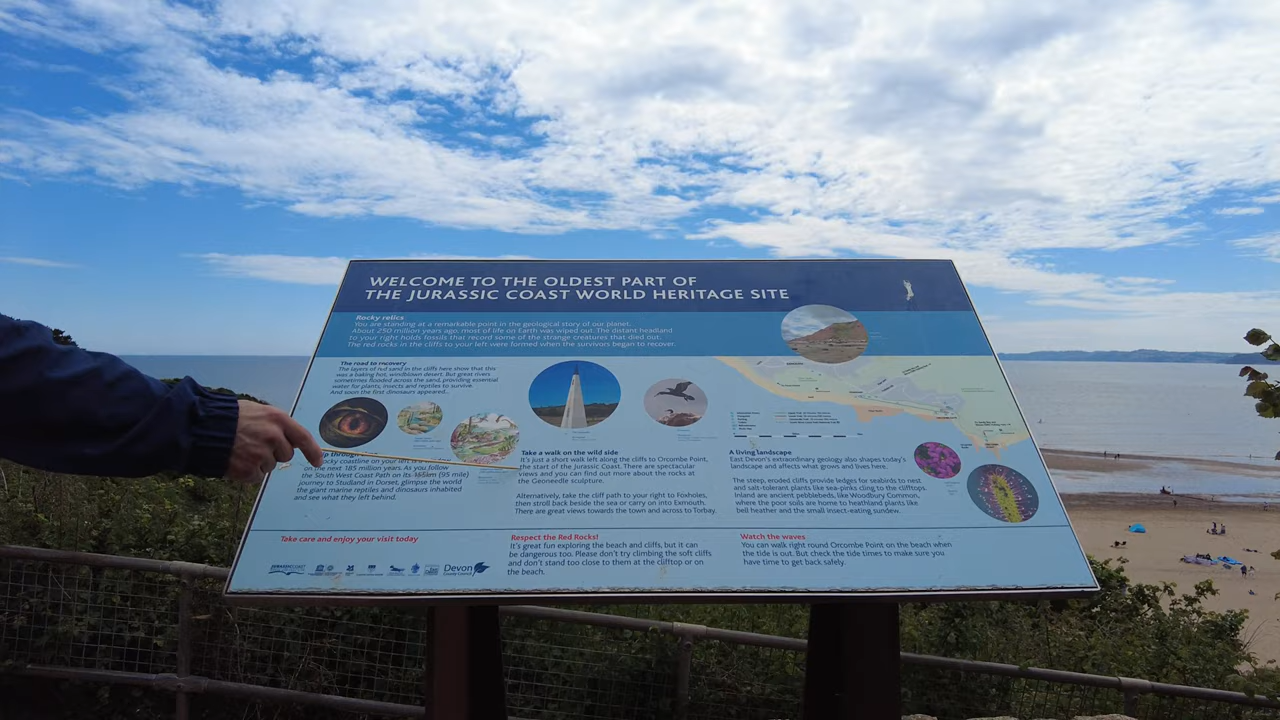 WELCOME TO THE OLDEST PART OF
THE JURASSIC COAST WORLD HERITAGE SITE
Rocky relics
You are standing at a remarkable point in the geological story of our planet.
About 250 million years ago, most of life on Earth was wiped out. The distant headland
to your right holds fossils that record some of the strange creatures that died out.
The red rocks in the cliffs to your left were formed when the survivors began to recover.
The road to recovery
The layers of red sand in the cliffs here show that this
was a baking hot, windblown desert. But great rivers
sometimes flooded across the sand, providing essential
water for plants, insects and reptiles to survive.
And soon the first dinosaurs appeared...
through
rocky coastline on your left
on the next 185 million years. As you follow
the South West Coast Path on its 155km (95 mile)
journey to Studland in Dorset, glimpse the world
the giant marine reptiles and dinosaurs inhabited
and see what they left behind.
Take a walk on the wild side
It's just a short walk left along the cliffs to Orcombe Point,
the start of the Jurassic Coast. There are spectacular
views and you can find out more about the rocks at
the Geoneedle sculpture.
Alternatively, take the cliff path to your right to Foxholes,
then stroll back beside the sea or carry on into Exmouth.
There are great views towards the town and across to Torbay.
A living landscape
East Devon's extraordinary geology also shapes today's
landscape and affects what grows and lives here.
The steep, eroded cliffs provide ledges for seabirds to nest
and salt-tolerant plants like sea-pinks cling to the clifftops.
Inland are ancient pebblebeds, like Woodbury Common,
where the poor soils are home to heathland plants like
bell heather and the small insect-eating sundew.
Take care and enjoy your visit today
Respect the Red Rocks!
It's great fun exploring the beach and cliffs, but it can
be dangerous too. Please don't try climbing the soft cliffs
and don't stand too close to them at the clifftop or on
the beach.
Watch the waves
You can walk right round Orcombe Point on the beach when
the tide is out. But check the tide times to make sure you
have time to get back safely.
JURASSIC COAST
Devon
County Council